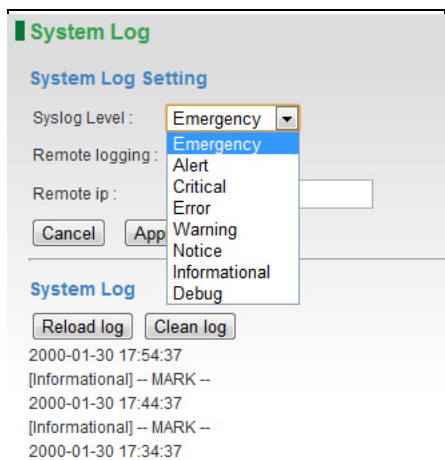 System Log
System Log Setting
Syslog Level : Emergency
Emergency
Remote logging :
Alert
Critical
Remote ip :
Error
Cancel App Warning
Notice
Informational
System Log
Debug
Reload log Clean log
2000-01-30 17:54:37
[Informational] -- MARK --
2000-01-30 17:44:37
[Informational] -- MARK --
2000-01-30 17:34:37